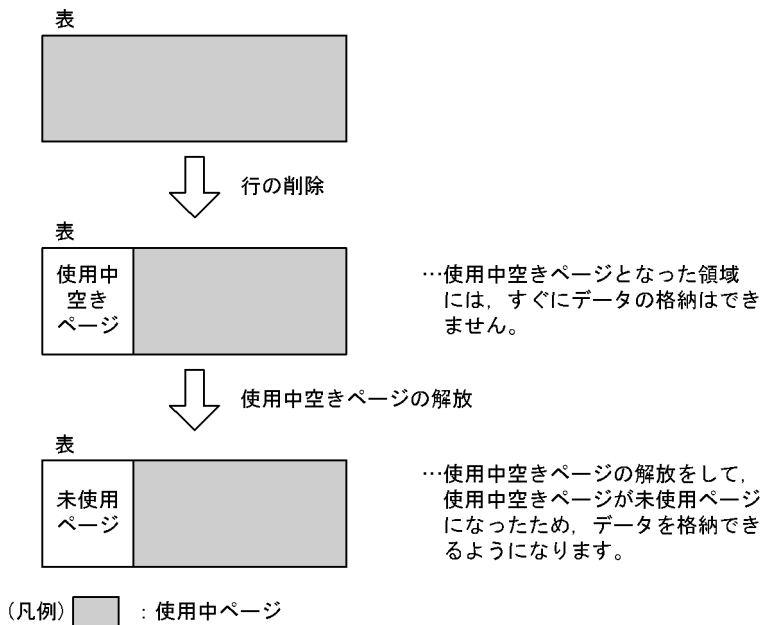 表
行の削除
表
使用中
空き
ページ
…使用中空きページとなった領域
には，すぐにデータの格納はでき
ません。
使用中空きページの解放
表
未使用
ページ
…使用中空きページの解放をして，
使用中空きページが未使用ページ
になったため，データを格納でき
るようになります。
(凡例) ：使用中ページ